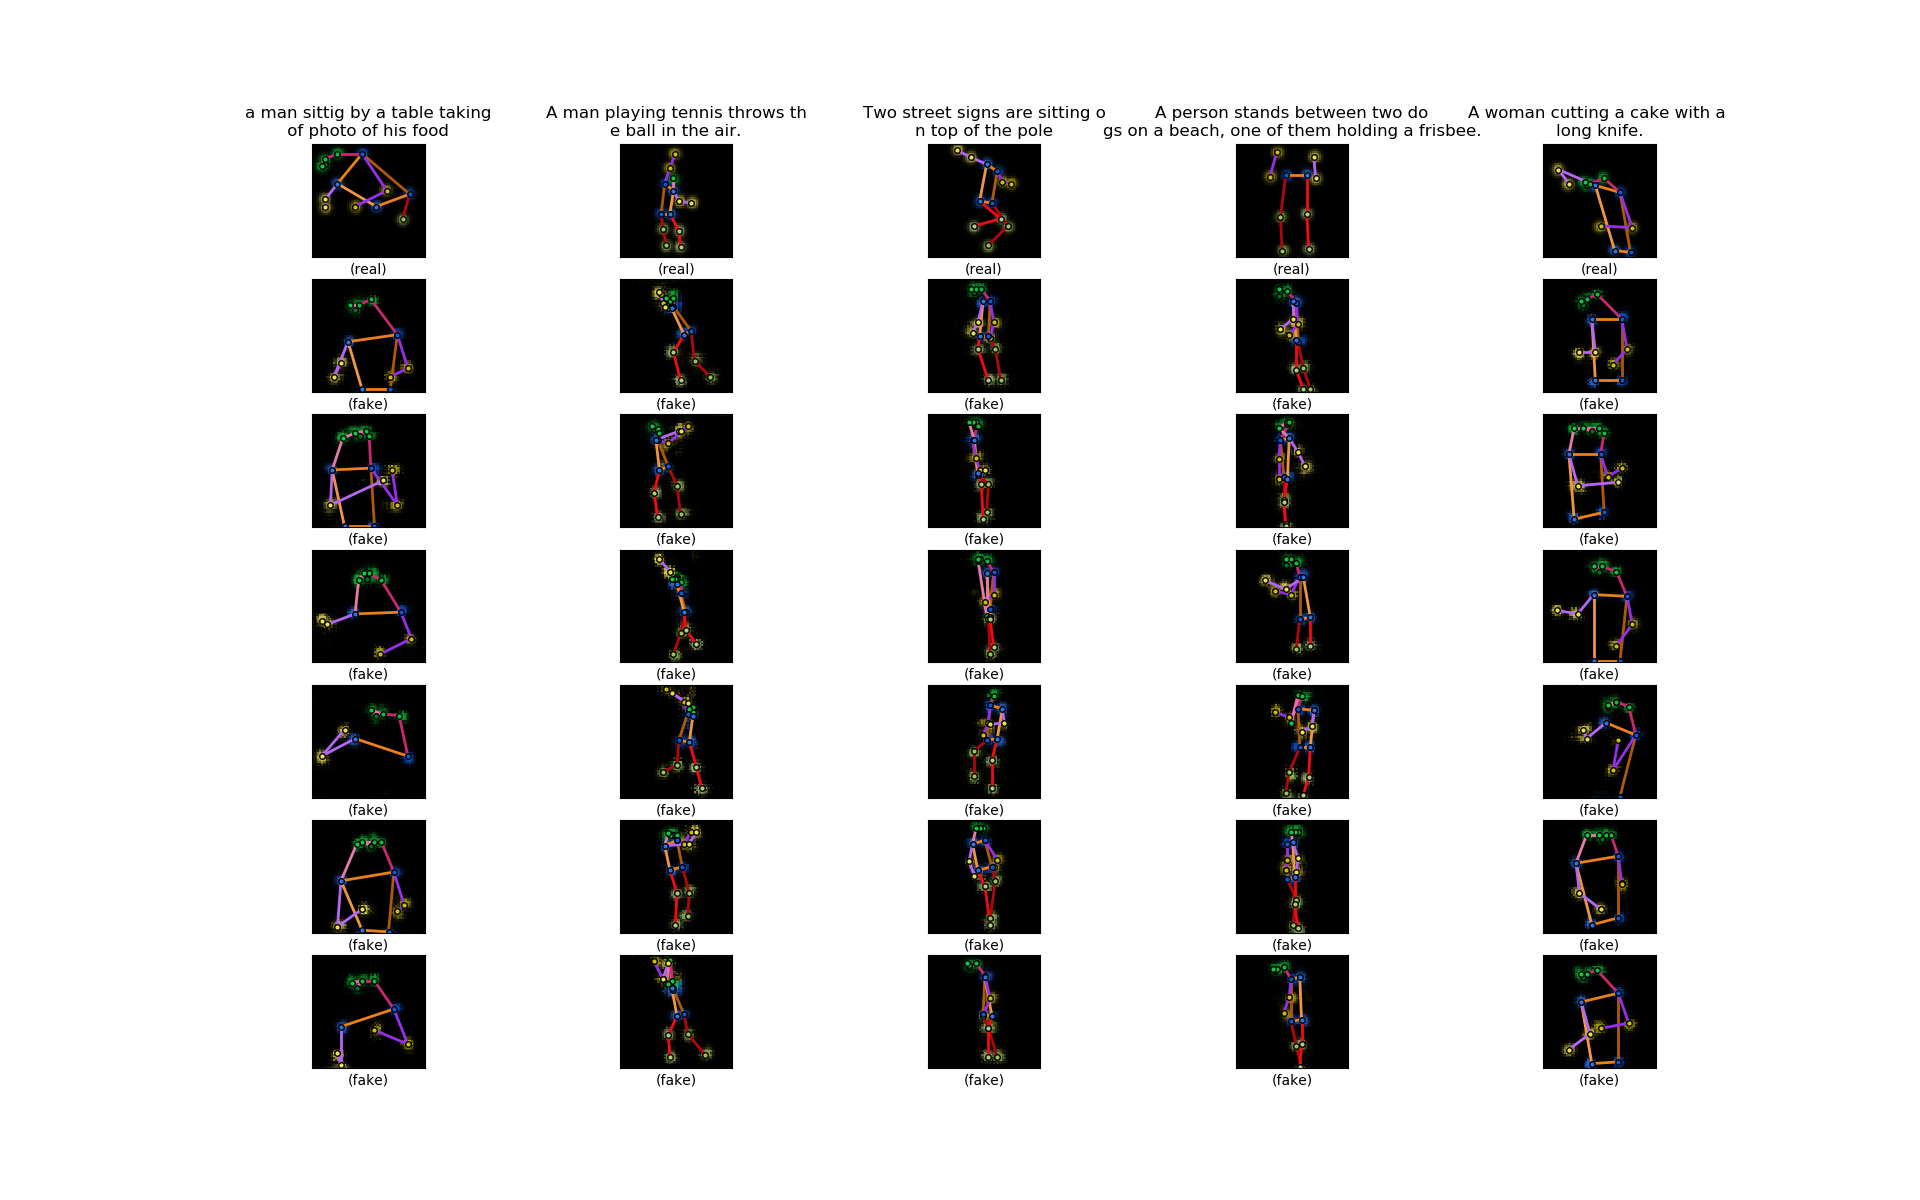 a man sittig by a table taking
of photo of his food
A man playing tennis throws th
e ball in the air.
Two street signs are sitting o
n top of the pole
A person stands between two do
gs on a beach, one of them holding a frisbee.
A woman cutting a cake with a
long knife.
(real) (real) (real) (real) (real)
(fake) (fake) (fake) (fake) (fake)
(fake) (fake) (fake) (fake) (fake)
(fake) (fake) (fake) (fake) (fake)
(fake) (fake) (fake) (fake) (fake)
(fake) (fake) (fake) (fake) (fake)
(fake) (fake) (fake) (fake) (fake)